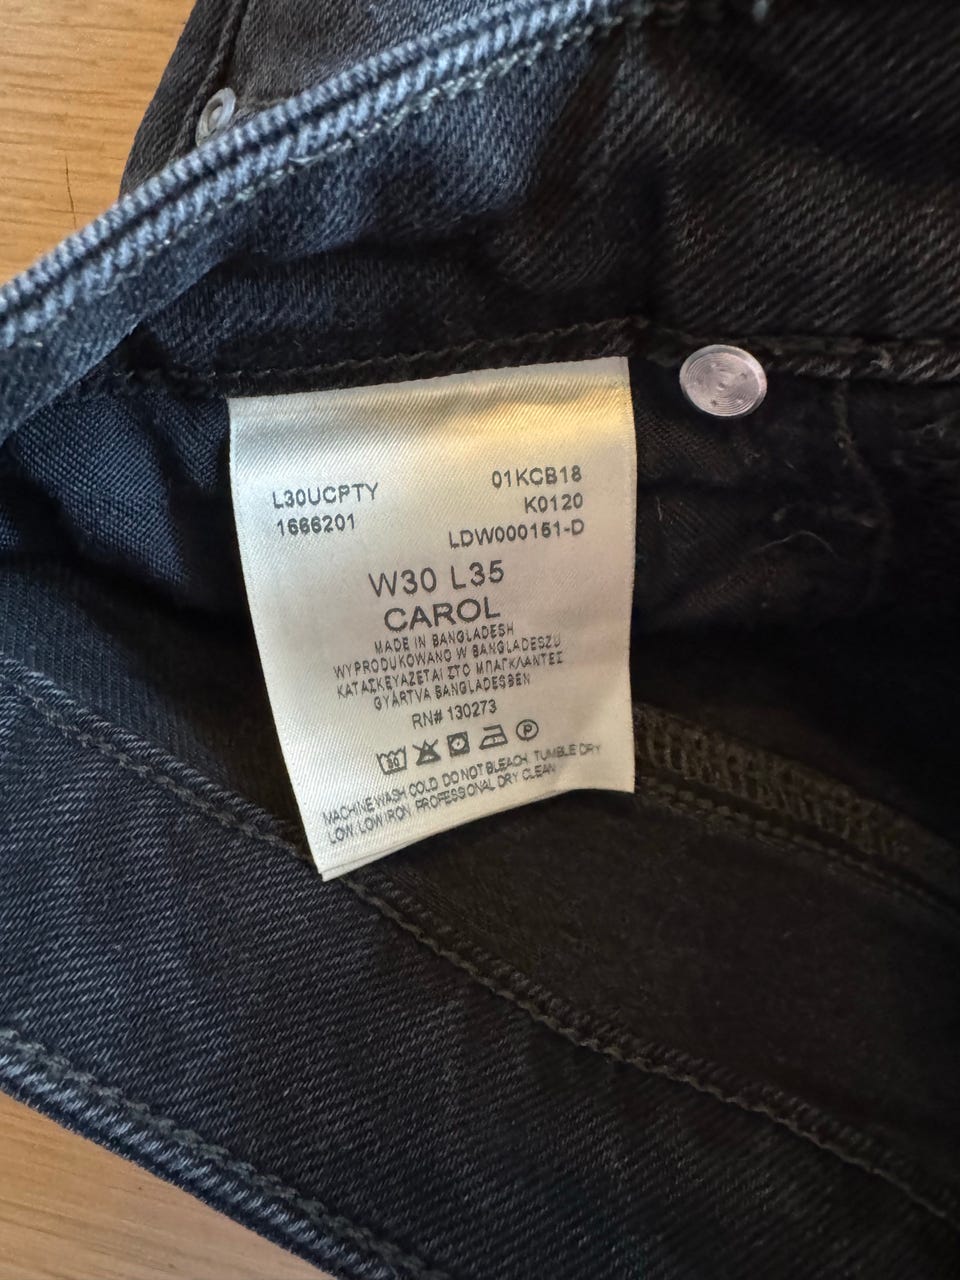 L30UCPTY 01KCB18
1666201 K0120
LDW000151-D
W30 L35
CAROL
MADE IN BANGLADESH
WYPRODUKOWANO W BANGLADESZU
ΚΑΤΑΣΚΕΥΑΖΕΤΑΙ ΣΤΟ ΜΠΑΓΚΛΑΝΤΕΣ
GYÁRTVA BANGLADESBEN
RN# 130273
30 P
MACHINE WASH COLD DO NOT BLEACH TUMBLE DRY
LOW LOW IRON PROFESSIONAL DRY CLEAN